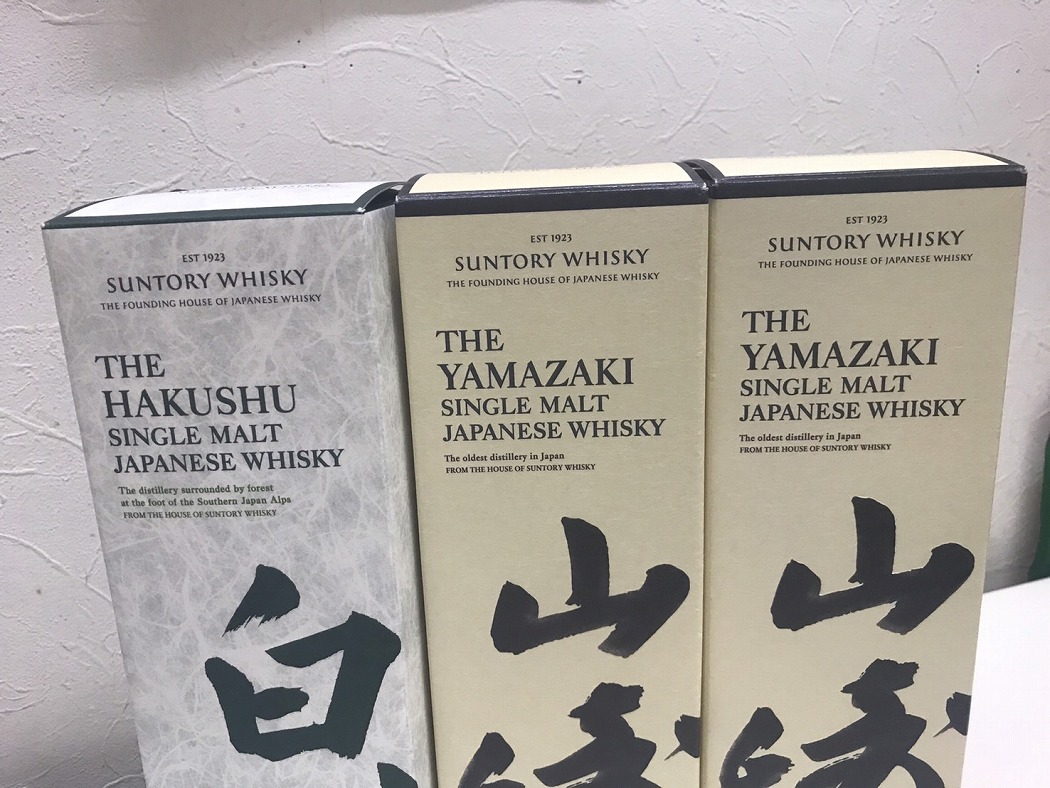 EST 1923
SUNTORY WHISKY
THE FOUNDING HOUSE OF JAPANESE WHISKY
THE
HAKUSHU
SINGLE MALT
JAPANESE WHISKY
The distillery surrounded by forest
at the foot of the Southern Japan Alps
FROM THE HOUSE OF SUNTORY WHISKY
白
EST 1923
SUNTORY WHISKY
THE FOUNDING HOUSE OF JAPANESE WHISKY
THE
YAMAZAKI
SINGLE MALT
JAPANESE WHISKY
The oldest distillery in Japan
FROM THE HOUSE OF SUNTORY WHISKY
山
EST 1923
SUNTORY WHISKY
THE FOUNDING HOUSE OF JAPANESE WHISKY
THE
YAMAZAKI
SINGLE MALT
JAPANESE WHISKY
The oldest distillery in Japan
FROM THE HOUSE OF SUNTORY WHISKY
山